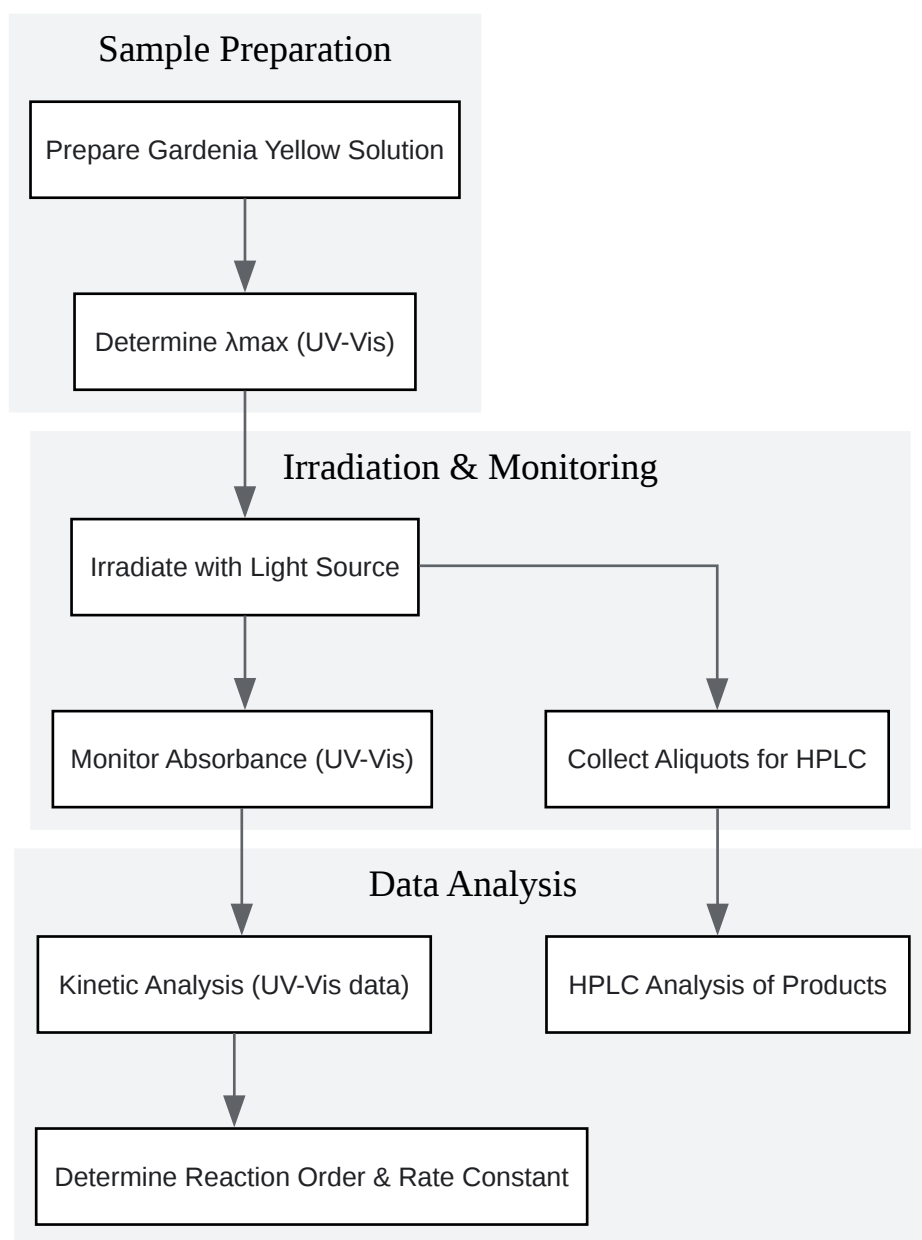 Sample Preparation
Prepare Gardenia Yellow Solution
Determine λmax (UV-Vis)
Irradiation & Monitoring
Irradiate with Light Source
Monitor Absorbance (UV-Vis)
Collect Aliquots for HPLC
Data Analysis
Kinetic Analysis (UV-Vis data)
HPLC Analysis of Products
Determine Reaction Order & Rate Constant